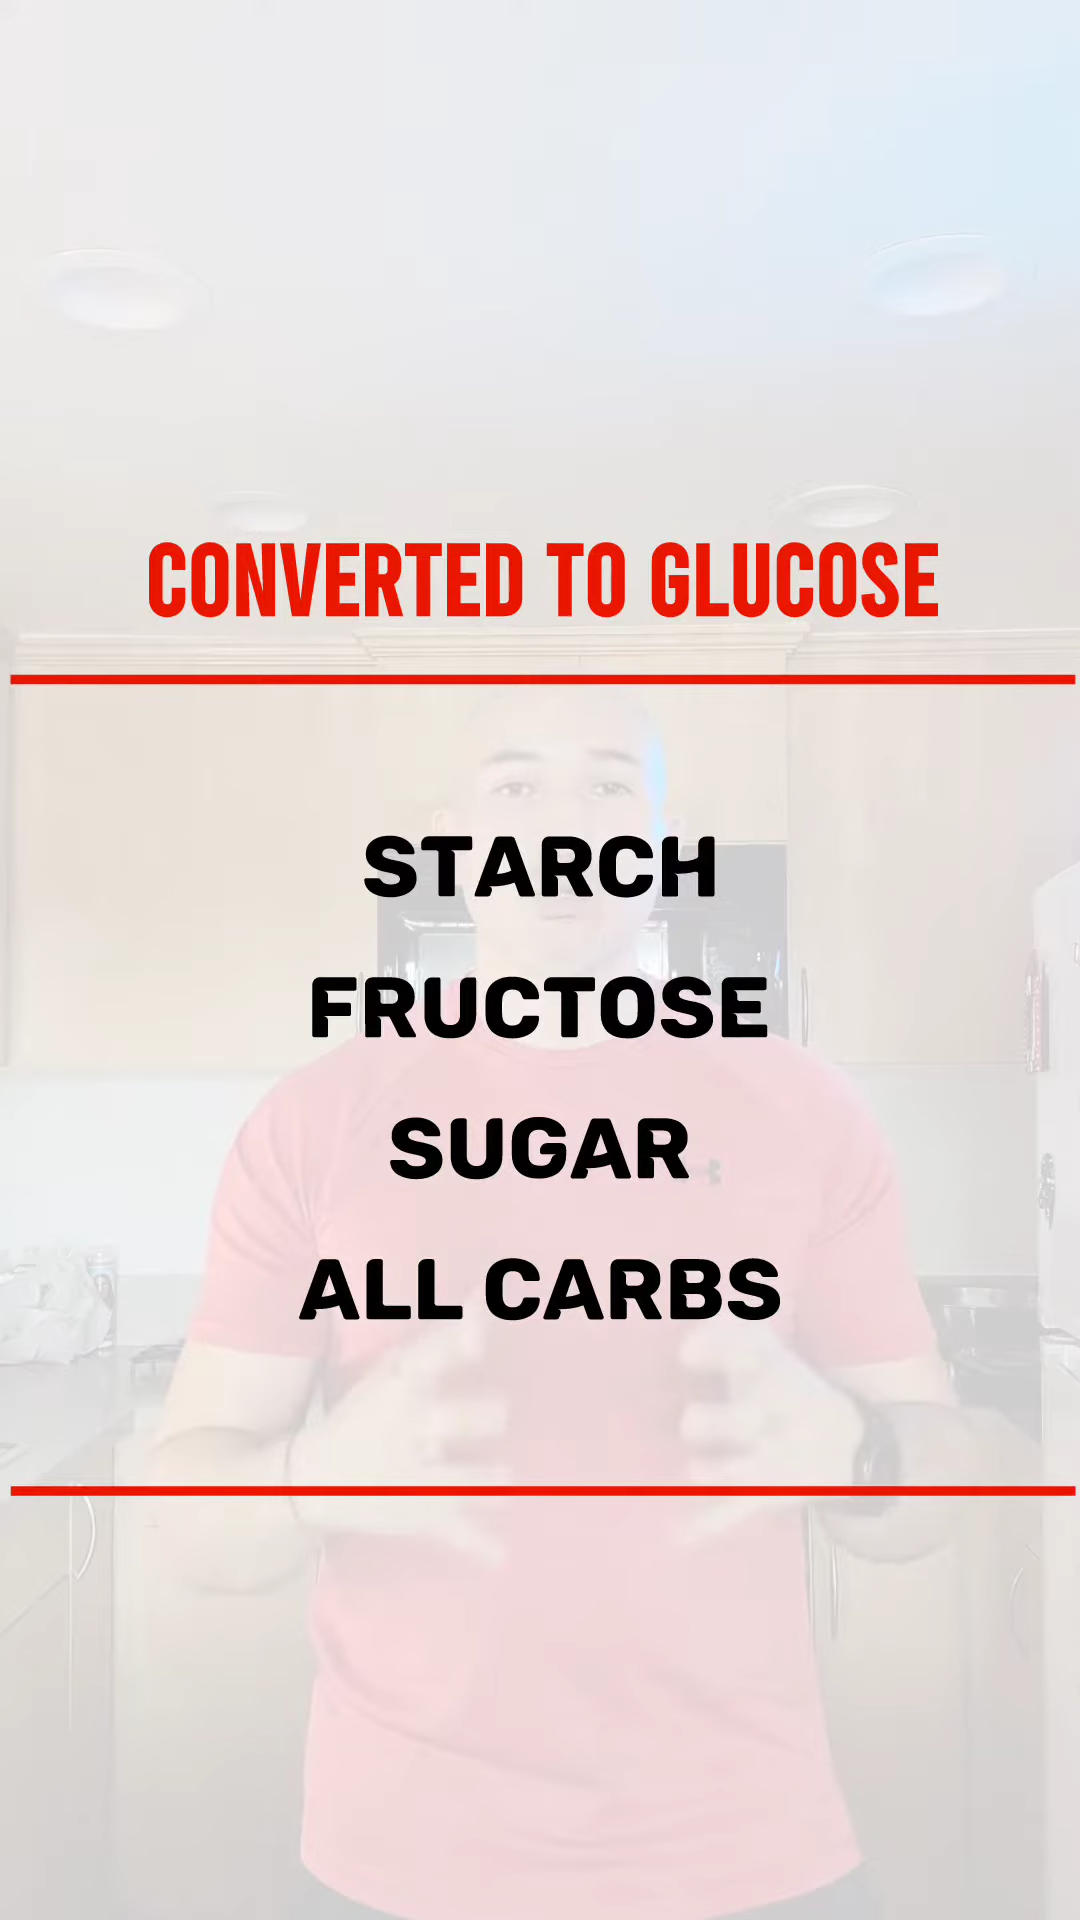 CONVERTED TO GLUCOSE
STARCH
FRUCTOSE
SUGAR
ALL CARBS